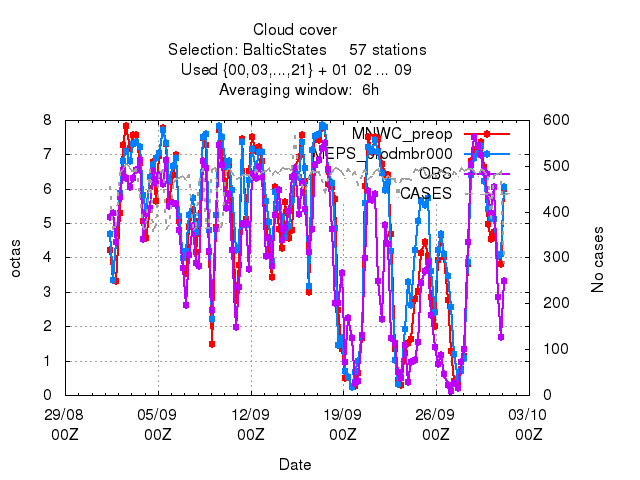 Cloud cover
Selection: BalticStates 57 stations
Used {00,03,...,21} + 01 02 ... 09
Averaging window: 6h
octas
No cases
8
7
6
5
4
3
2
1
0
600
500
400
300
200
100
0
MNWC_preop
OBS
CASES
29/08 05/09 12/09 19/09 26/09 03/10
00Z 00Z 00Z 00Z 00Z 00Z
Date